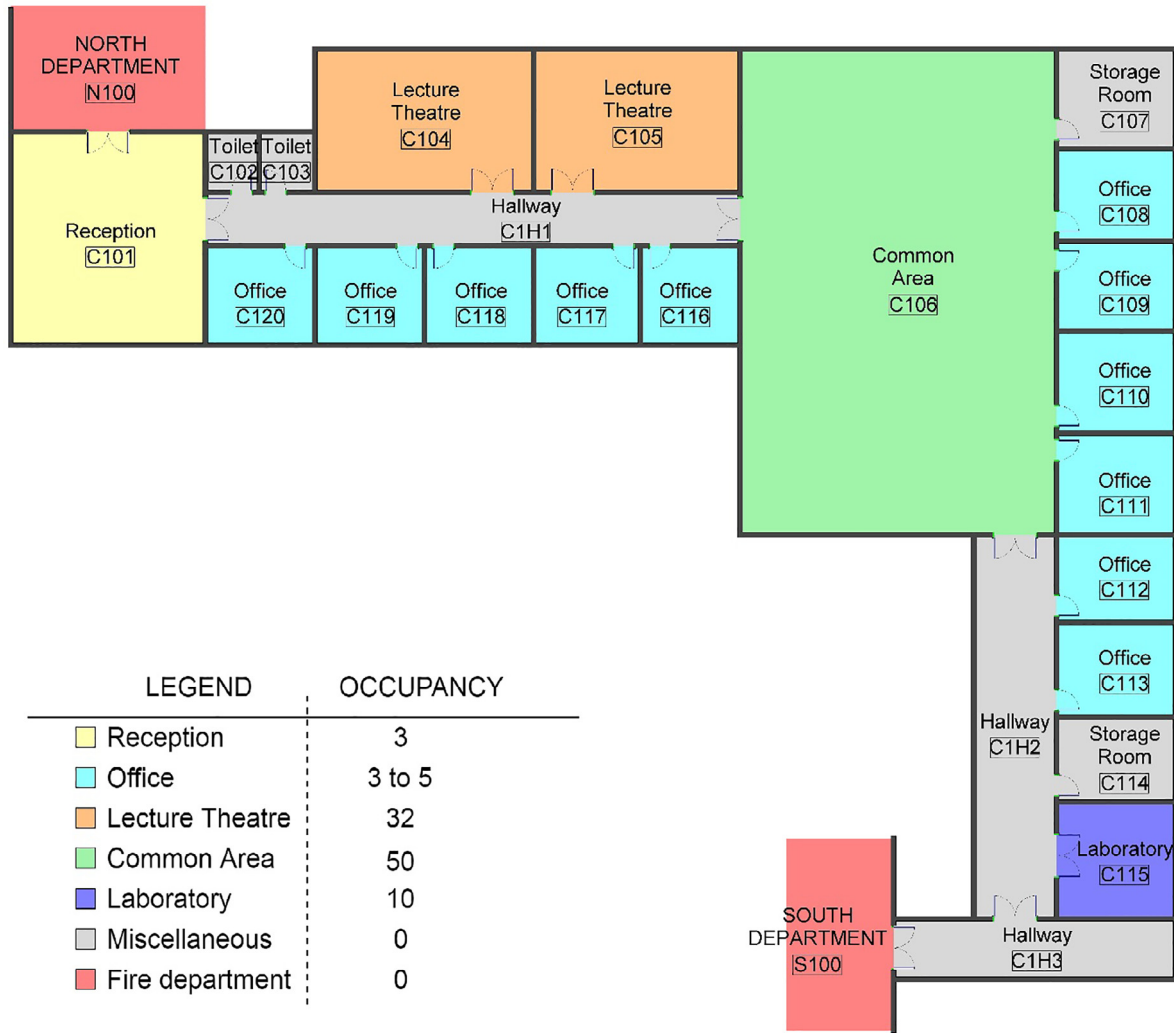 NORTH
DEPARTMENT
N100
Reception
C101
Toilet
C102
Toilet
C103
Lecture
Theatre
C104
Lecture
Theatre
C105
Hallway
C1H1
Office
C120
Office
C119
Office
C118
Office
C117
Office
C116
Common
Area
C106
Storage
Room
C107
Office
C108
Office
C109
Office
C110
Office
C111
Office
C112
Office
C113
Hallway
C1H2
Storage
Room
C114
Laboratory
C115
Hallway
C1H3
SOUTH
DEPARTMENT
S100
LEGEND OCCUPANCY
Reception 3
Office 3 to 5
Lecture Theatre 32
Common Area 50
Laboratory 10
Miscellaneous 0
Fire department 0